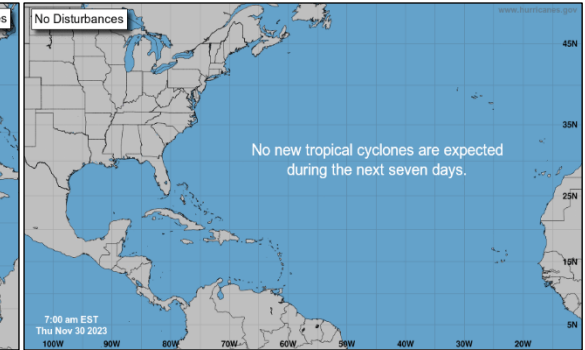 es
No Disturbances
www.hurricanes.gov
45N
35N
No new tropical cyclones are expected
during the next seven days.
25N
15N
7:00 am EST
Thu Nov 30 2023
5N
100W 90W 80W 70W 60W 50W 40W 30W 20W